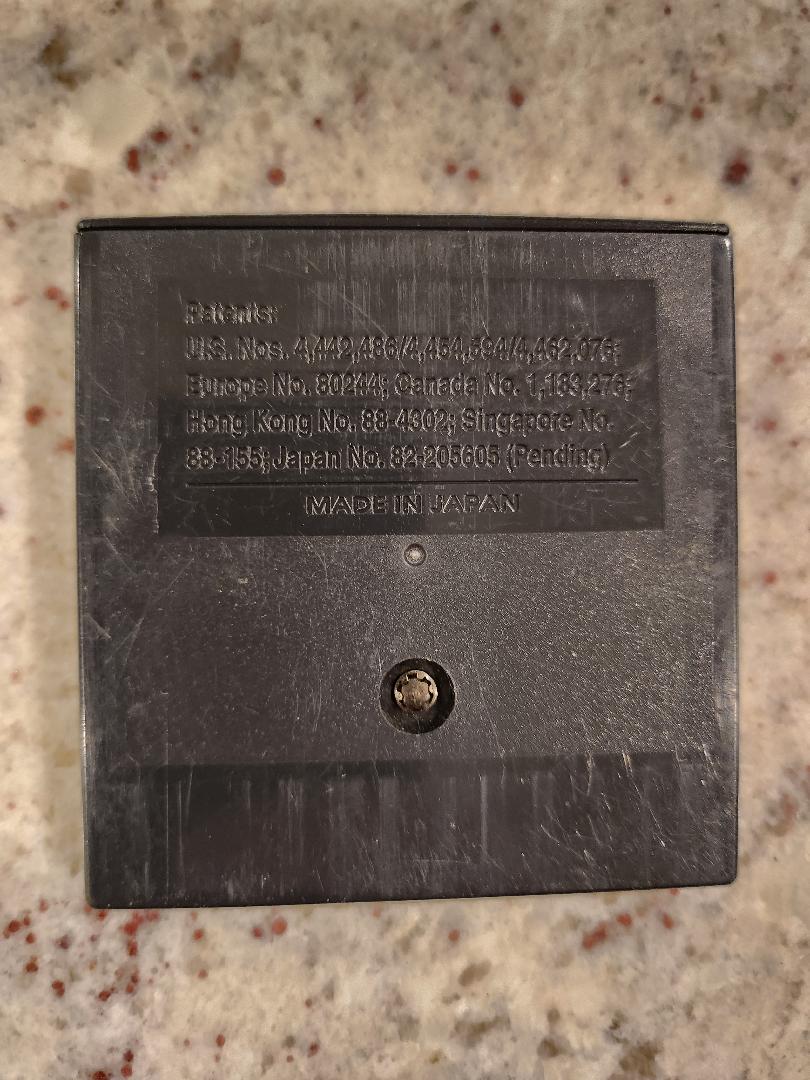 Patents:
U.S. Nos. 4,442,486/4,454,594/4,462,076;
Europe No. 80244; Canada No. 1,183,276;
Hong Kong No. 88-4302; Singapore No.
88-155; Japan No. 82-205605 (Pending)
MADE IN JAPAN